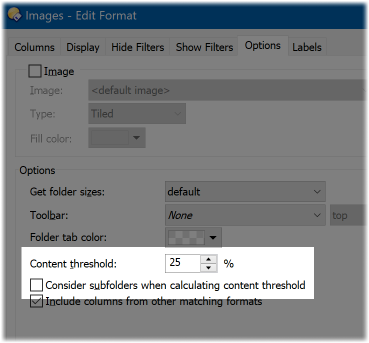 Images - Edit Format
Columns Display Hide Filters Show Filters Options Labels
Image
Image: <default image>
Type: Tiled
Fill color:
Options
Get folder sizes: default
Toolbar: None top
Folder tab color:
Content threshold: 25 %
Consider subfolders when calculating content threshold
Include columns from other matching formats